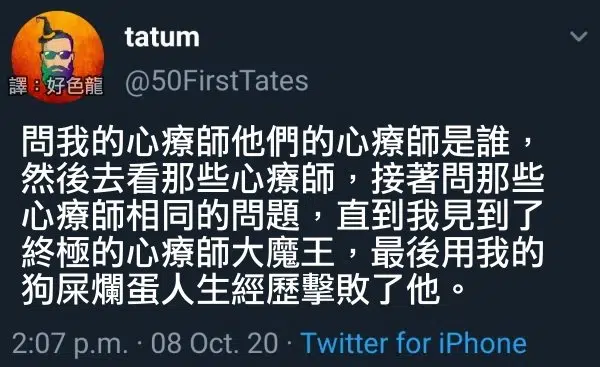 tatum
譯：好色龍
@50FirstTates
問我的心療師他們的心療師是誰，
然後去看那些心療師，接著問那些
心療師相同的問題，直到我見到了
終極的心療師大魔王，最後用我的
狗屎爛蛋人生經歷擊敗了他。
2:07 p.m. · 08 Oct. 20 · Twitter for iPhone